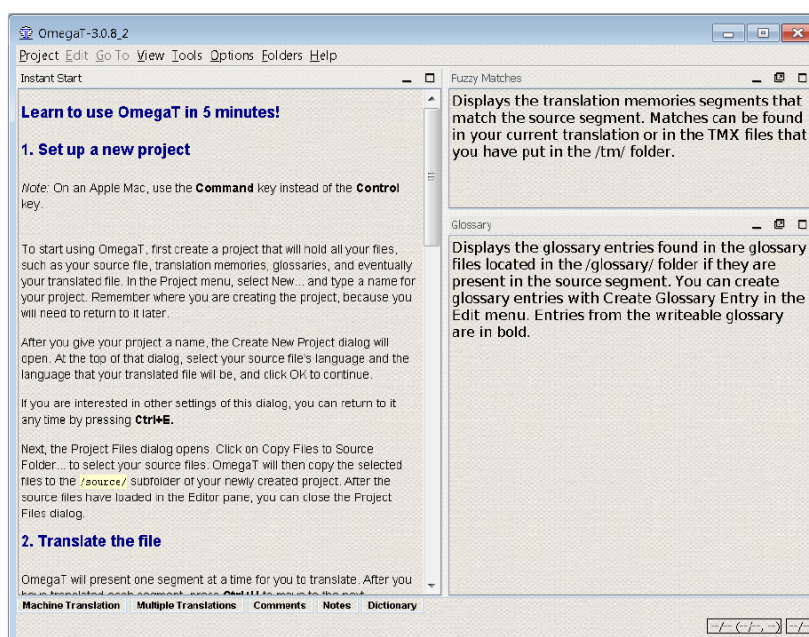 OmegaT-3.0.8_2
Project Edit Go To View Tools Options Folders Help
Instant Start
Learn to use OmegaT in 5 minutes!
1. Set up a new project
Note: On an Apple Mac, use the Command key instead of the Control
key.
To start using OmegaT, first create a project that will hold all your files,
such as your source file, translation memories, glossaries, and eventually
your translated file. In the Project menu, select New... and type a name for
your project. Remember where you are creating the project, because you
will need to return to it later.
After you give your project a name, the Create New Project dialog will
open. At the top of that dialog, select your source file's language and the
language that your translated file will be, and click OK to continue.
If you are interested in other settings of this dialog, you can return to it
any time by pressing Ctrl+E.
Next, the Project Files dialog opens. Click on Copy Files to Source
Folder... to select your source files. OmegaT will then copy the selected
files to the /source/ subfolder of your newly created project. After the
source files have loaded in the Editor pane, you can close the Project
Files dialog.
2. Translate the file
OmegaT will present one segment at a time for you to translate. After you
have translated each segment, press Ctrl+U to move to the next
Fuzzy Matches
Displays the translation memories segments that
match the source segment. Matches can be found
in your current translation or in the TMX files that
you have put in the /tm/ folder.
Glossary
Displays the glossary entries found in the glossary
files located in the /glossary/ folder if they are
present in the source segment. You can create
glossary entries with Create Glossary Entry in the
Edit menu. Entries from the writeable glossary
are in bold.
Machine Translation Multiple Translations Comments Notes Dictionary
--/-- (--/--, --) --/--